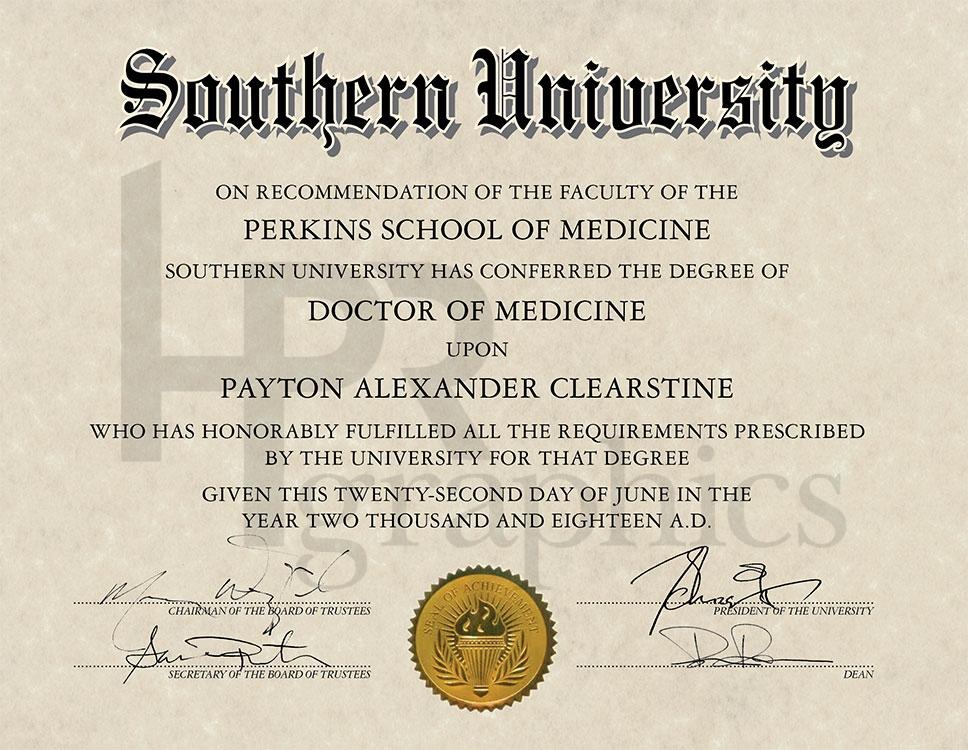 Southern University
ON RECOMMENDATION OF THE FACULTY OF THE
PERKINS SCHOOL OF MEDICINE
SOUTHERN UNIVERSITY HAS CONFERRED THE DEGREE OF
DOCTOR OF MEDICINE
UPON
PAYTON ALEXANDER CLEARSTINE
WHO HAS HONORABLY FULFILLED ALL THE REQUIREMENTS PRESCRIBED
BY THE UNIVERSITY FOR THAT DEGREE
GIVEN THIS TWENTY-SECOND DAY OF JUNE IN THE
YEAR TWO THOUSAND AND EIGHTEEN A.D.
HPR
graphics
CHAIRMAN OF THE BOARD OF TRUSTEES
PRESIDENT OF THE UNIVERSITY
SEAL OF ACHIEVEMENT
SECRETARY OF THE BOARD OF TRUSTEES
DEAN